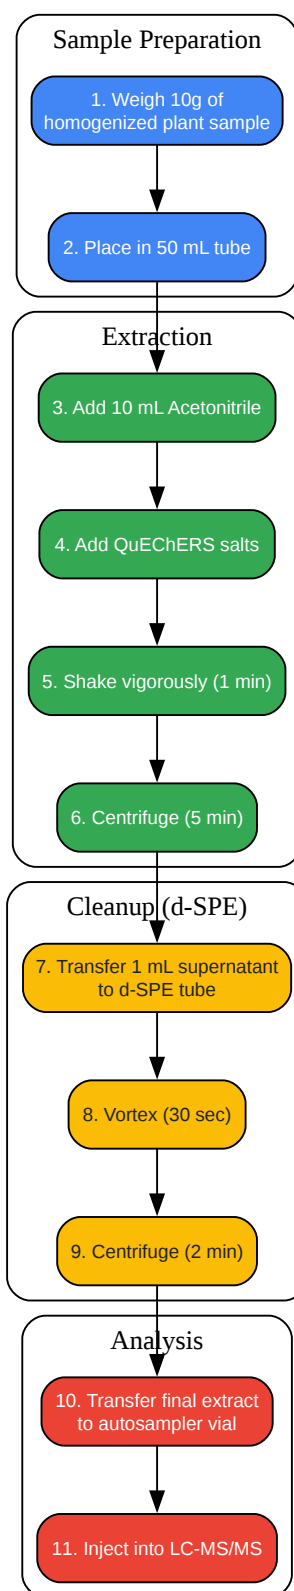 Sample Preparation
1. Weigh 10g of
homogenized plant sample
2. Place in 50 mL tube
Extraction
3. Add 10 mL Acetonitrile
4. Add QuEChERS salts
5. Shake vigorously (1 min)
6. Centrifuge (5 min)
Cleanup (d-SPE)
7. Transfer 1 mL supernatant
to d-SPE tube
8. Vortex (30 sec)
9. Centrifuge (2 min)
Analysis
10. Transfer final extract
to autosampler vial
11. Inject into LC-MS/MS